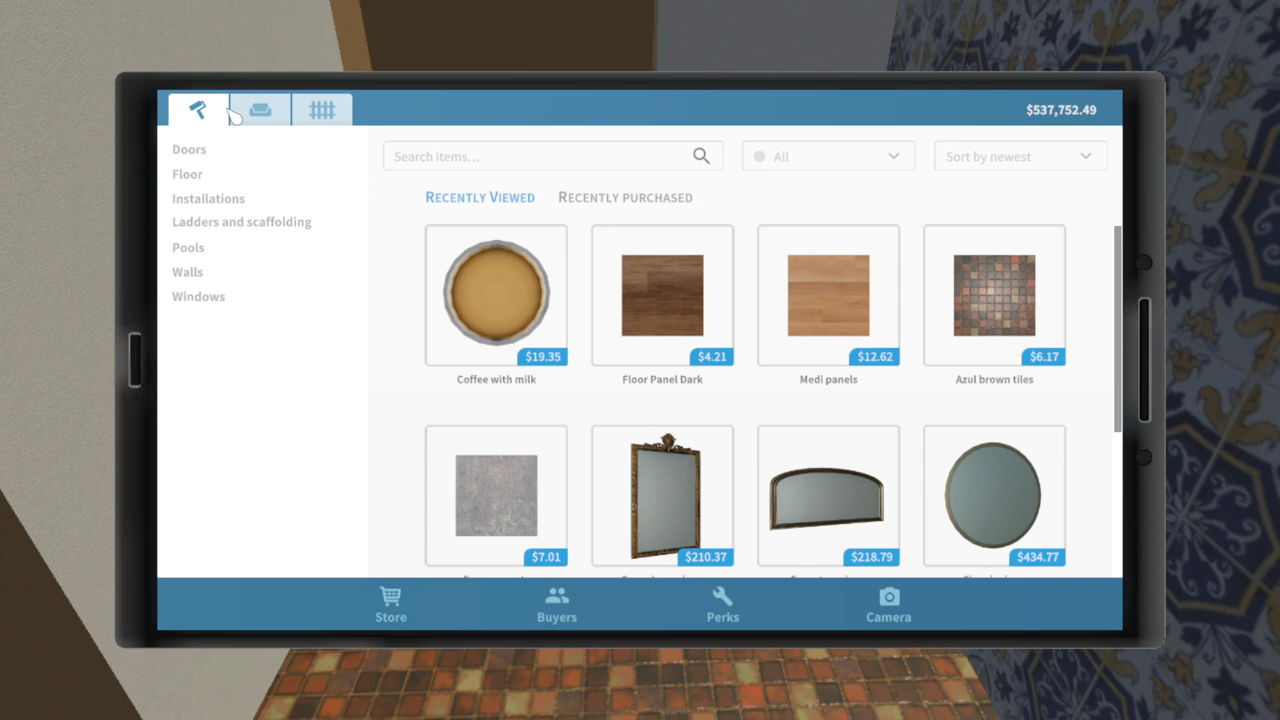 $537,752.49
Doors
Floor
Installations
Ladders and scaffolding
Pools
Walls
Windows
Search items...
All
Sort by newest
RECENTLY VIEWED
RECENTLY PURCHASED
$19.35
$4.21
$12.62
$6.17
Coffee with milk
Floor Panel Dark
Medi panels
Azul brown tiles
$7.01
$210.37
$218.79
$434.77
Store
Buyers
Perks
Camera